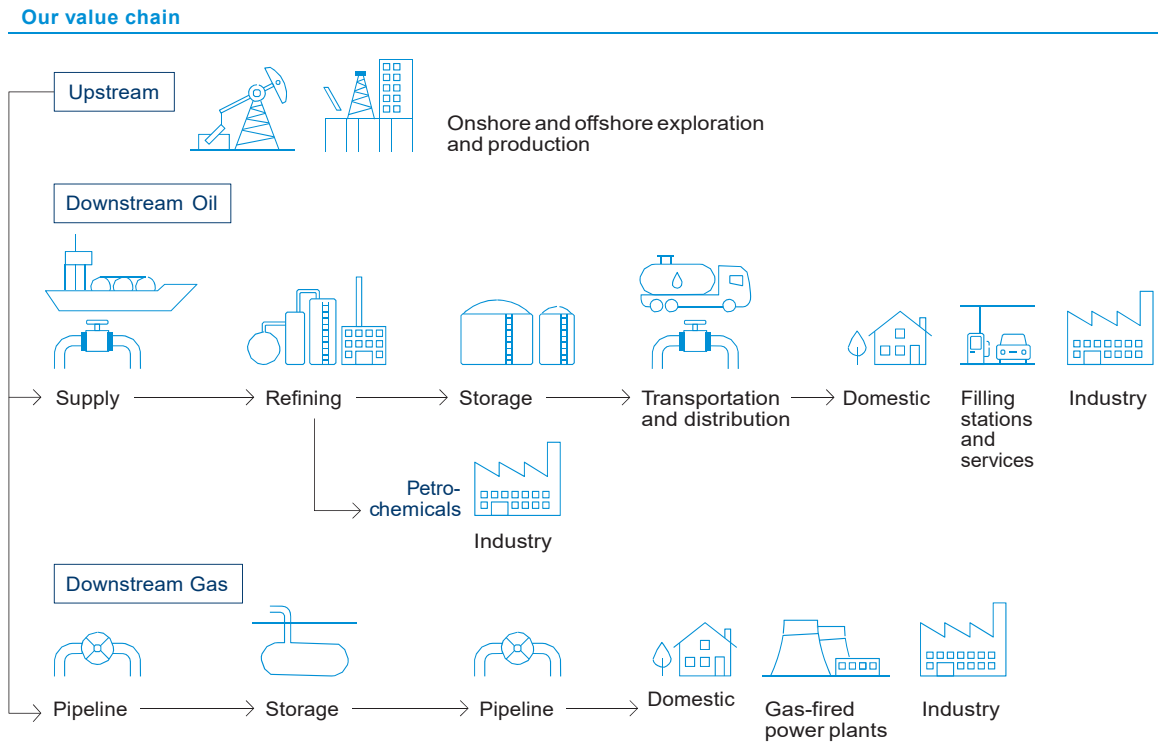 Our value chain
Upstream
Onshore and offshore exploration
and production
Downstream Oil
Supply
Refining
Storage
Transportation
and distribution
Domestic
Filling
stations
and
services
Industry
Petro-
chemicals
Industry
Downstream Gas
Pipeline
Storage
Pipeline
Domestic
Gas-fired
power plants
Industry